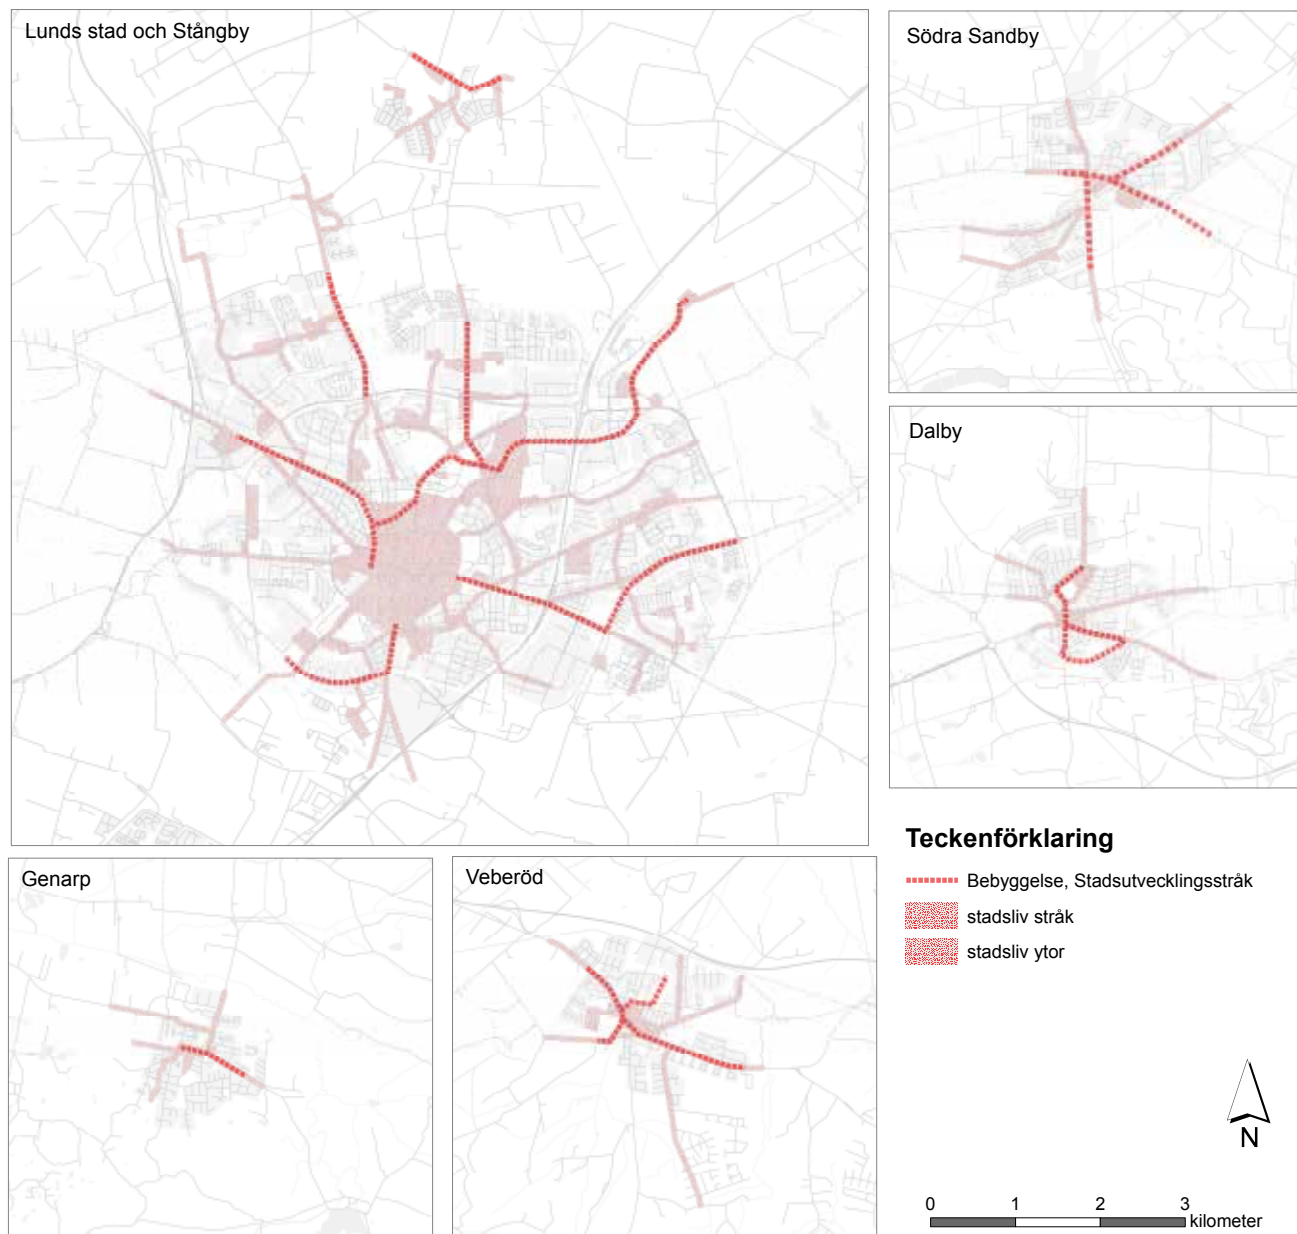 Lunds stad och Stångby
Södra Sandby
Dalby
Genarp
Veberöd
Teckenförklaring
Bebyggelse, Stadsutvecklingsstråk
stadsliv stråk
stadsliv ytor
N
0 1 2 3
kilometer